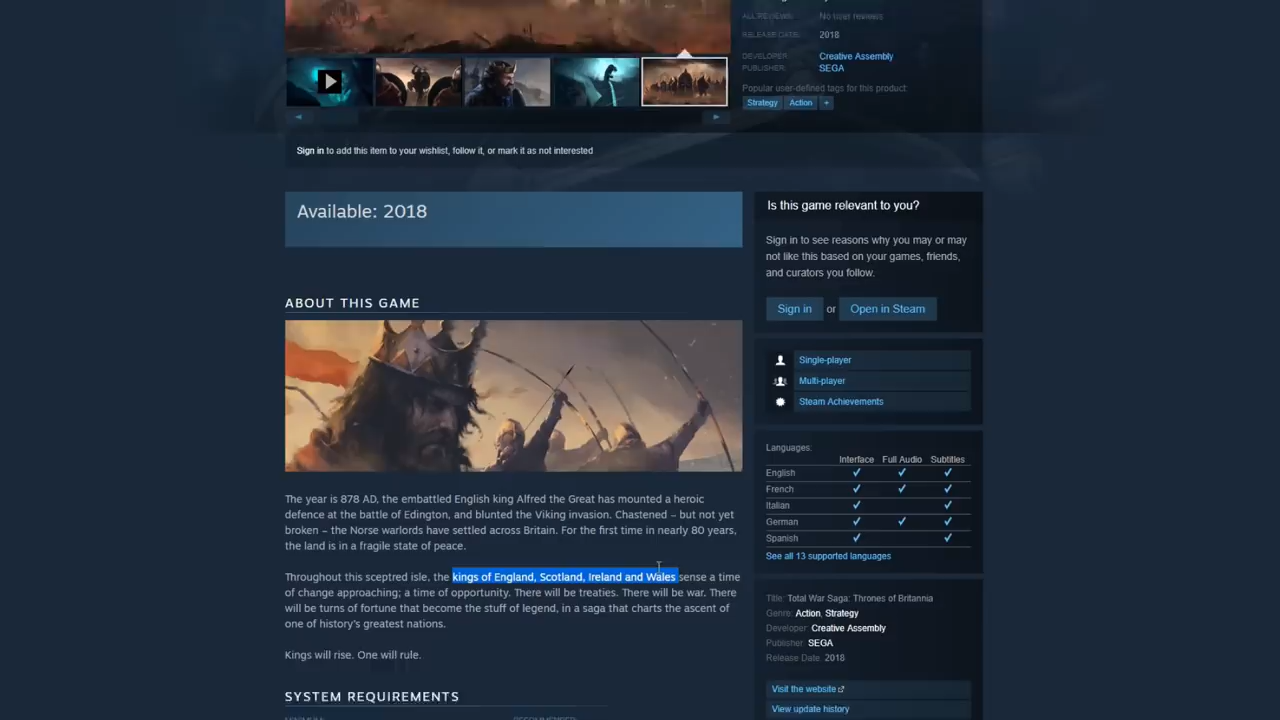 ALL REVIEWS: No user reviews
RELEASE DATE: 2018
DEVELOPER: Creative Assembly
PUBLISHER: SEGA
Popular user-defined tags for this product:
Strategy Action +
Sign in to add this item to your wishlist, follow it, or mark it as not interested
Available: 2018
ABOUT THIS GAME
The year is 878 AD, the embattled English king Alfred the Great has mounted a heroic
defence at the battle of Edington, and blunted the Viking invasion. Chastened – but not yet
broken – the Norse warlords have settled across Britain. For the first time in nearly 80 years,
the land is in a fragile state of peace.
Throughout this sceptred isle, the kings of England, Scotland, Ireland and Wales sense a time
of change approaching; a time of opportunity. There will be treaties. There will be war. There
will be turns of fortune that become the stuff of legend, in a saga that charts the ascent of
one of history's greatest nations.
Kings will rise. One will rule.
SYSTEM REQUIREMENTS
Is this game relevant to you?
Sign in to see reasons why you may or may
not like this based on your games, friends,
and curators you follow.
Sign in or Open in Steam
Single-player
Multi-player
Steam Achievements
Languages:
Interface Full Audio Subtitles
English ✓ ✓ ✓
French ✓ ✓ ✓
Italian ✓ ✓
German ✓ ✓ ✓
Spanish ✓ ✓
See all 13 supported languages
Title: Total War Saga: Thrones of Britannia
Genre: Action, Strategy
Developer: Creative Assembly
Publisher: SEGA
Release Date: 2018
Visit the website
View update history